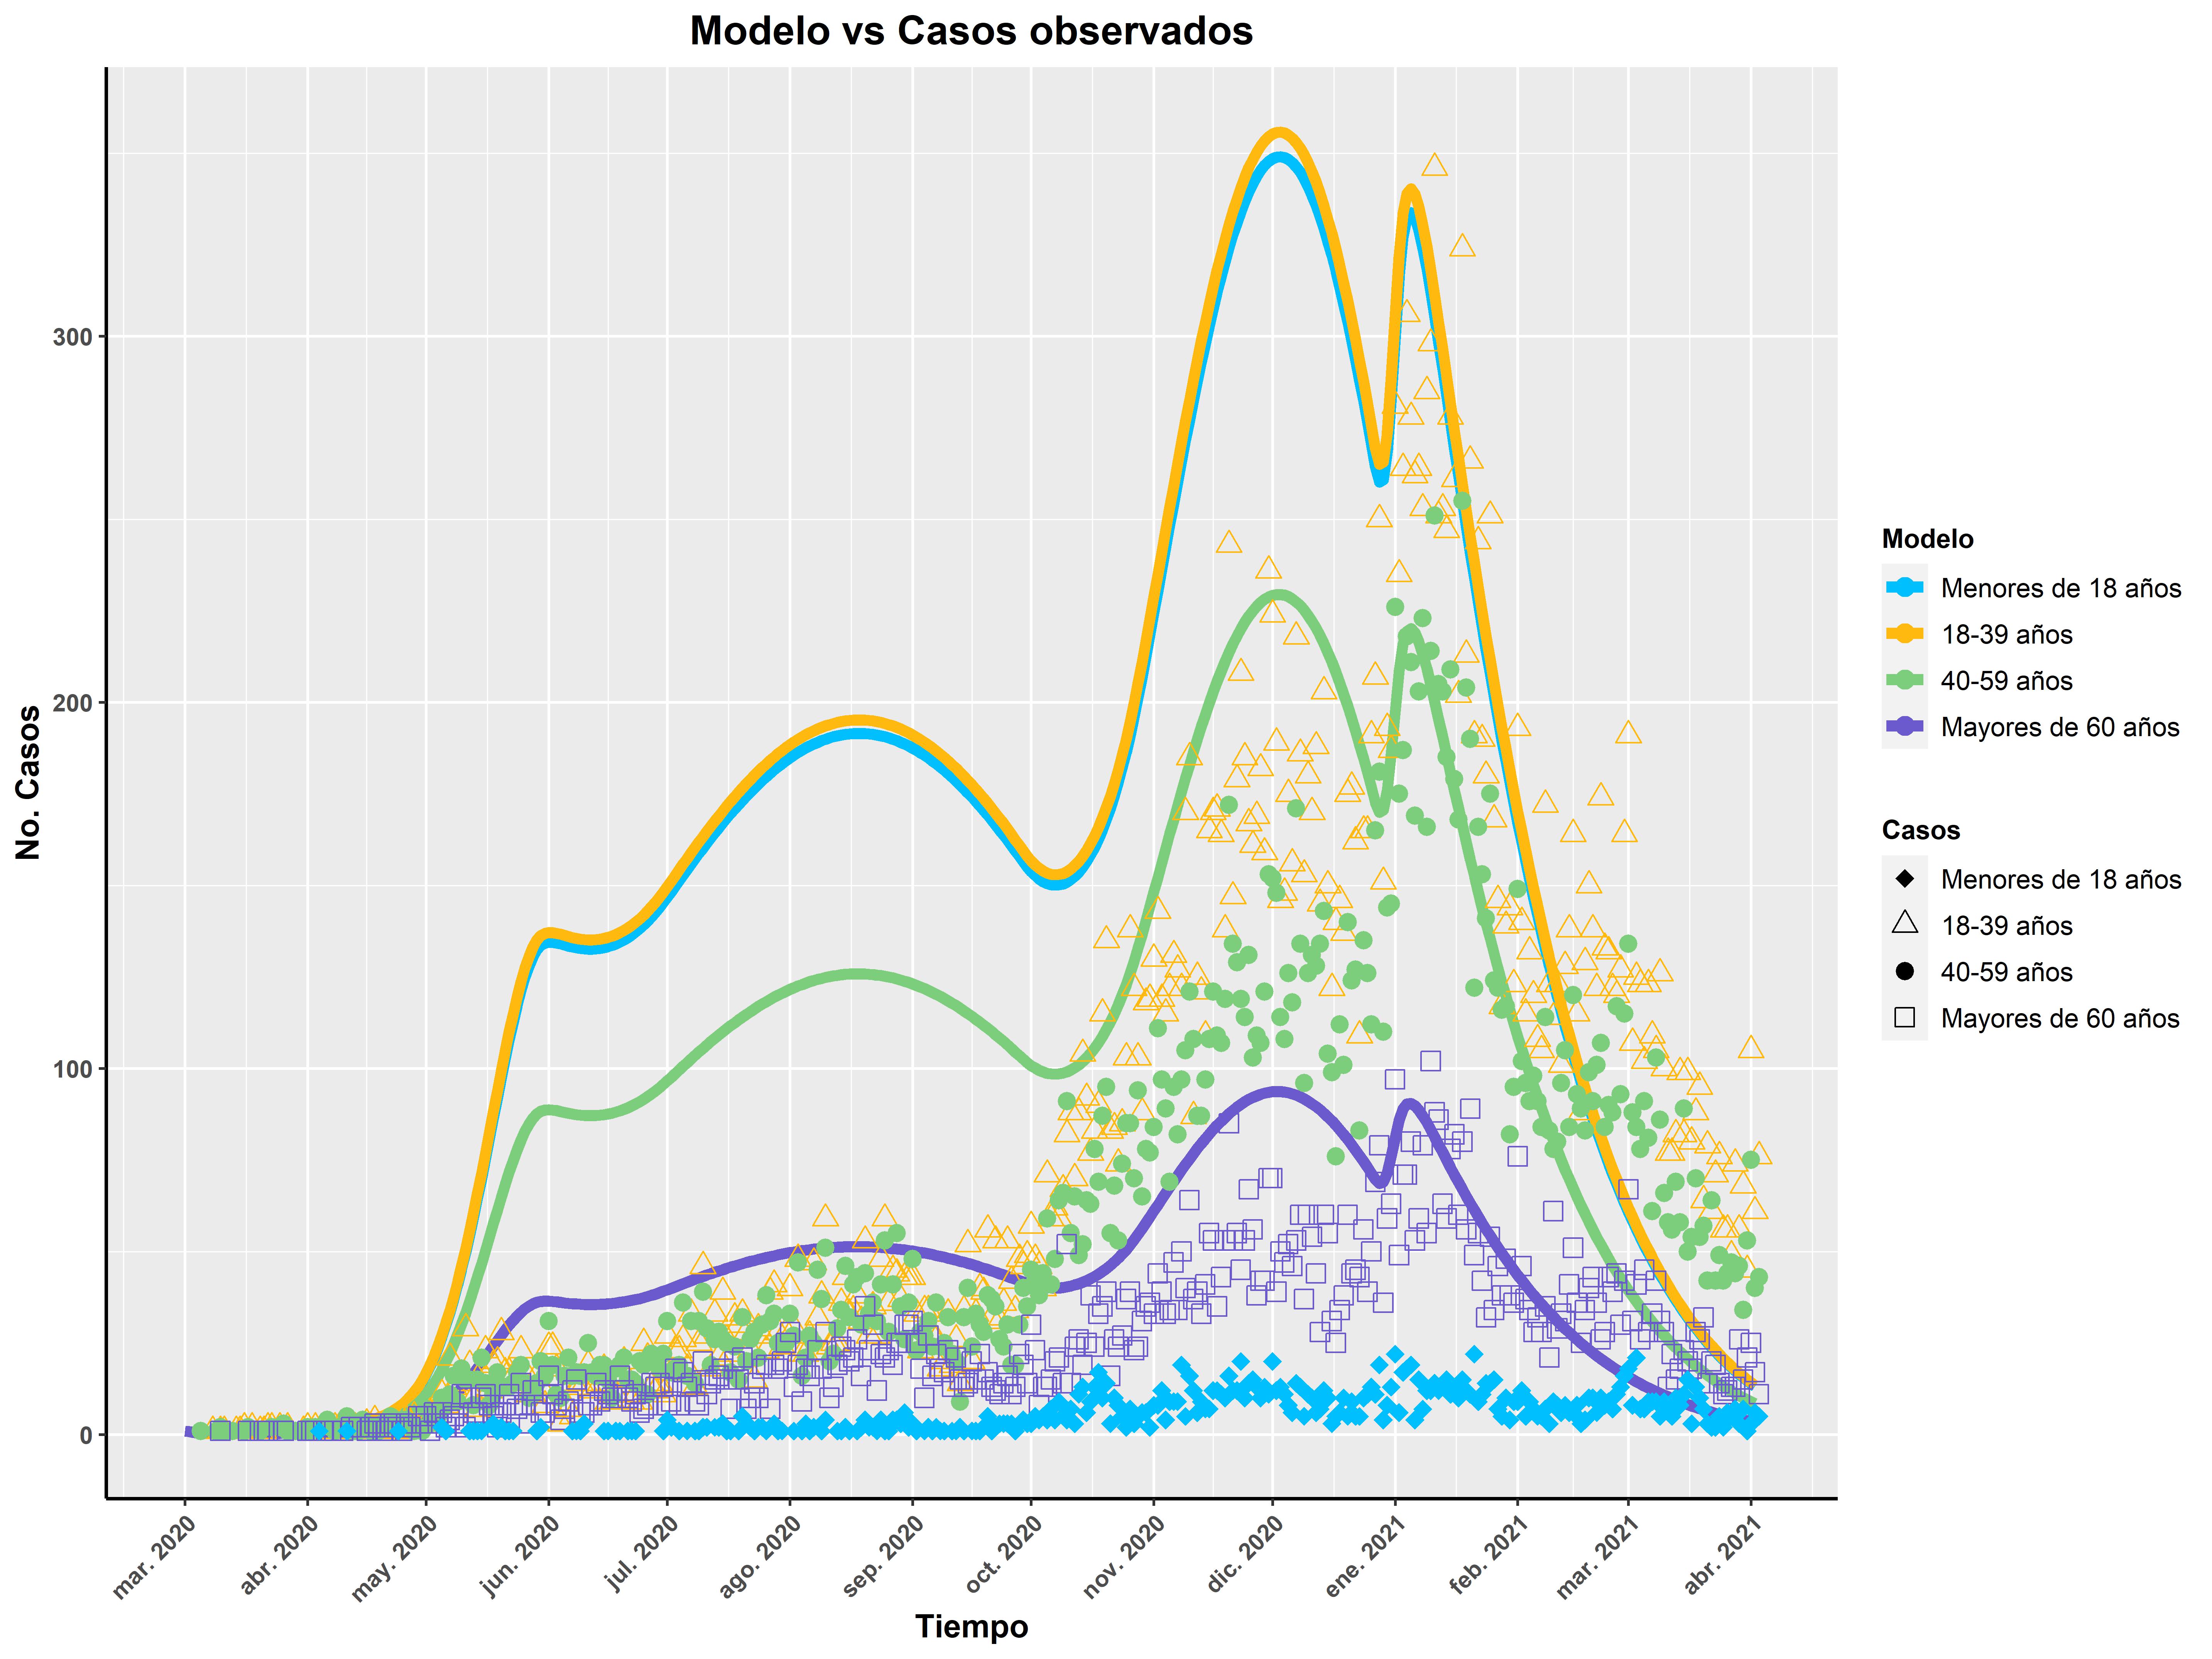 Modelo vs Casos observados
No. Casos
300
200
100
0
mar. 2020
abr. 2020
may. 2020
jun. 2020
jul. 2020
ago. 2020
sep. 2020
oct. 2020
nov. 2020
dic. 2020
ene. 2021
feb. 2021
mar. 2021
abr. 2021
Tiempo
Modelo
Menores de 18 años
18-39 años
40-59 años
Mayores de 60 años
Casos
Menores de 18 años
18-39 años
40-59 años
Mayores de 60 años